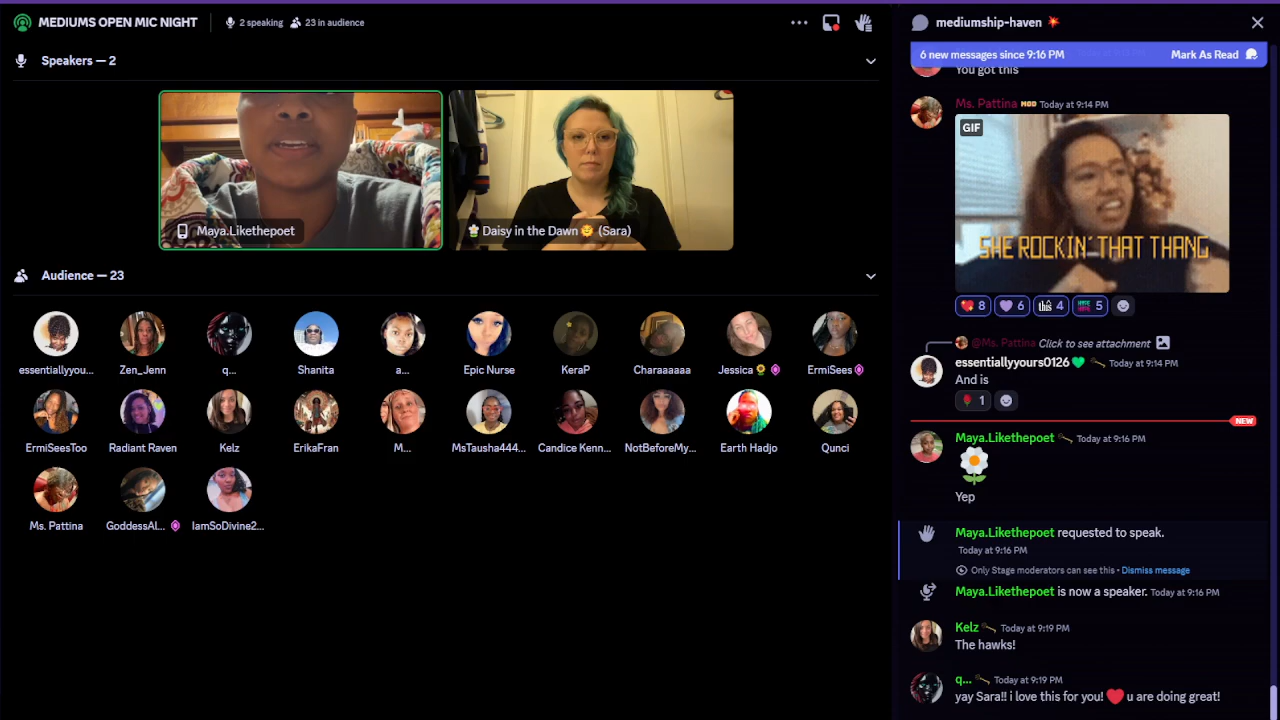 MEDIUMS OPEN MIC NIGHT
2 speaking
23 in audience
Speakers — 2
Maya.Likethepoet
Daisy in the Dawn 🌞 (Sara)
Audience — 23
essentiallyyou...
Zen_Jenn
q...
Shanita
a...
Epic Nurse
KeraP
Charaaaaaa
Jessica 🌻
ErmiSees
ErmiSeesToo
Radiant Raven
Kelz
ErikaFran
M...
MsTausha444...
Candice Kenn...
NotBeforeMy...
Earth Hadjo
Qunci
Ms. Pattina
GoddessAl...
IamSoDivine2...
mediumship-haven 💥
6 new messages since 9:16 PM
Mark As Read
You got this
Ms. Pattina MOD Today at 9:14 PM
GIF
SHE ROCKIN' THAT THANG
8
6
this 4
5
@Ms. Pattina Click to see attachment
essentiallyyours0126 Today at 9:14 PM
And is
1
NEW
Maya.Likethepoet Today at 9:16 PM
Yep
Maya.Likethepoet requested to speak.
Today at 9:16 PM
Only Stage moderators can see this • Dismiss message
Maya.Likethepoet is now a speaker. Today at 9:16 PM
Kelz Today at 9:19 PM
The hawks!
q... Today at 9:19 PM
yay Sara!! i love this for you! ❤️ u are doing great!